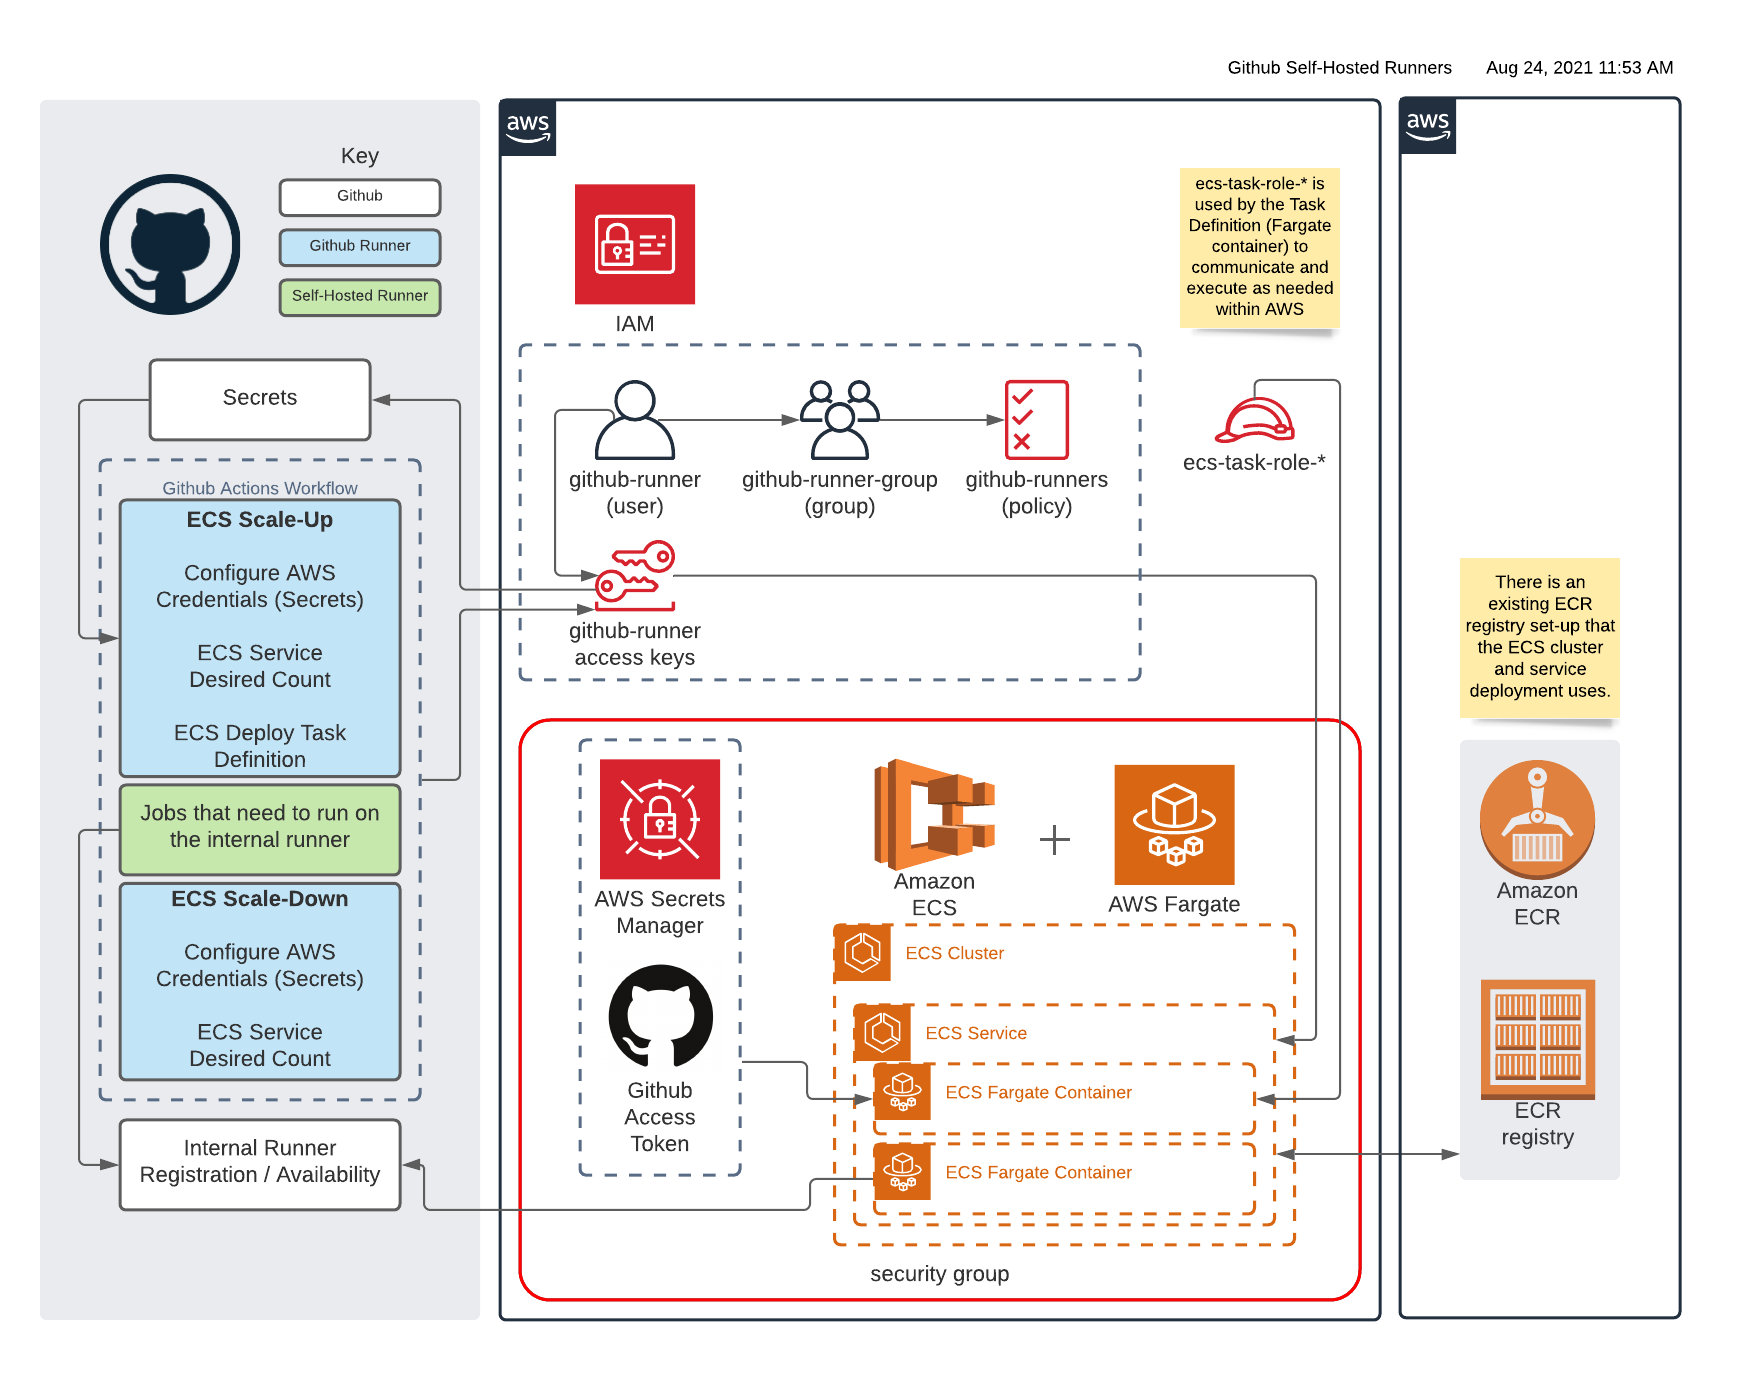 Github Self-Hosted Runners Aug 24, 2021 11:53 AM
Key
Github
Github Runner
Self-Hosted Runner
Secrets
Github Actions Workflow
ECS Scale-Up
Configure AWS
Credentials (Secrets)
ECS Service
Desired Count
ECS Deploy Task
Definition
Jobs that need to run on
the internal runner
ECS Scale-Down
Configure AWS
Credentials (Secrets)
ECS Service
Desired Count
Internal Runner
Registration / Availability
aws
IAM
ecs-task-role-* is
used by the Task
Definition (Fargate
container) to
communicate and
execute as needed
within AWS
github-runner
(user)
github-runner-group
(group)
github-runners
(policy)
ecs-task-role-*
github-runner
access keys
AWS Secrets
Manager
Github
Access
Token
Amazon
ECS
AWS Fargate
ECS Cluster
ECS Service
ECS Fargate Container
ECS Fargate Container
security group
aws
There is an
existing ECR
registry set-up that
the ECS cluster
and service
deployment uses.
Amazon
ECR
ECR
registry